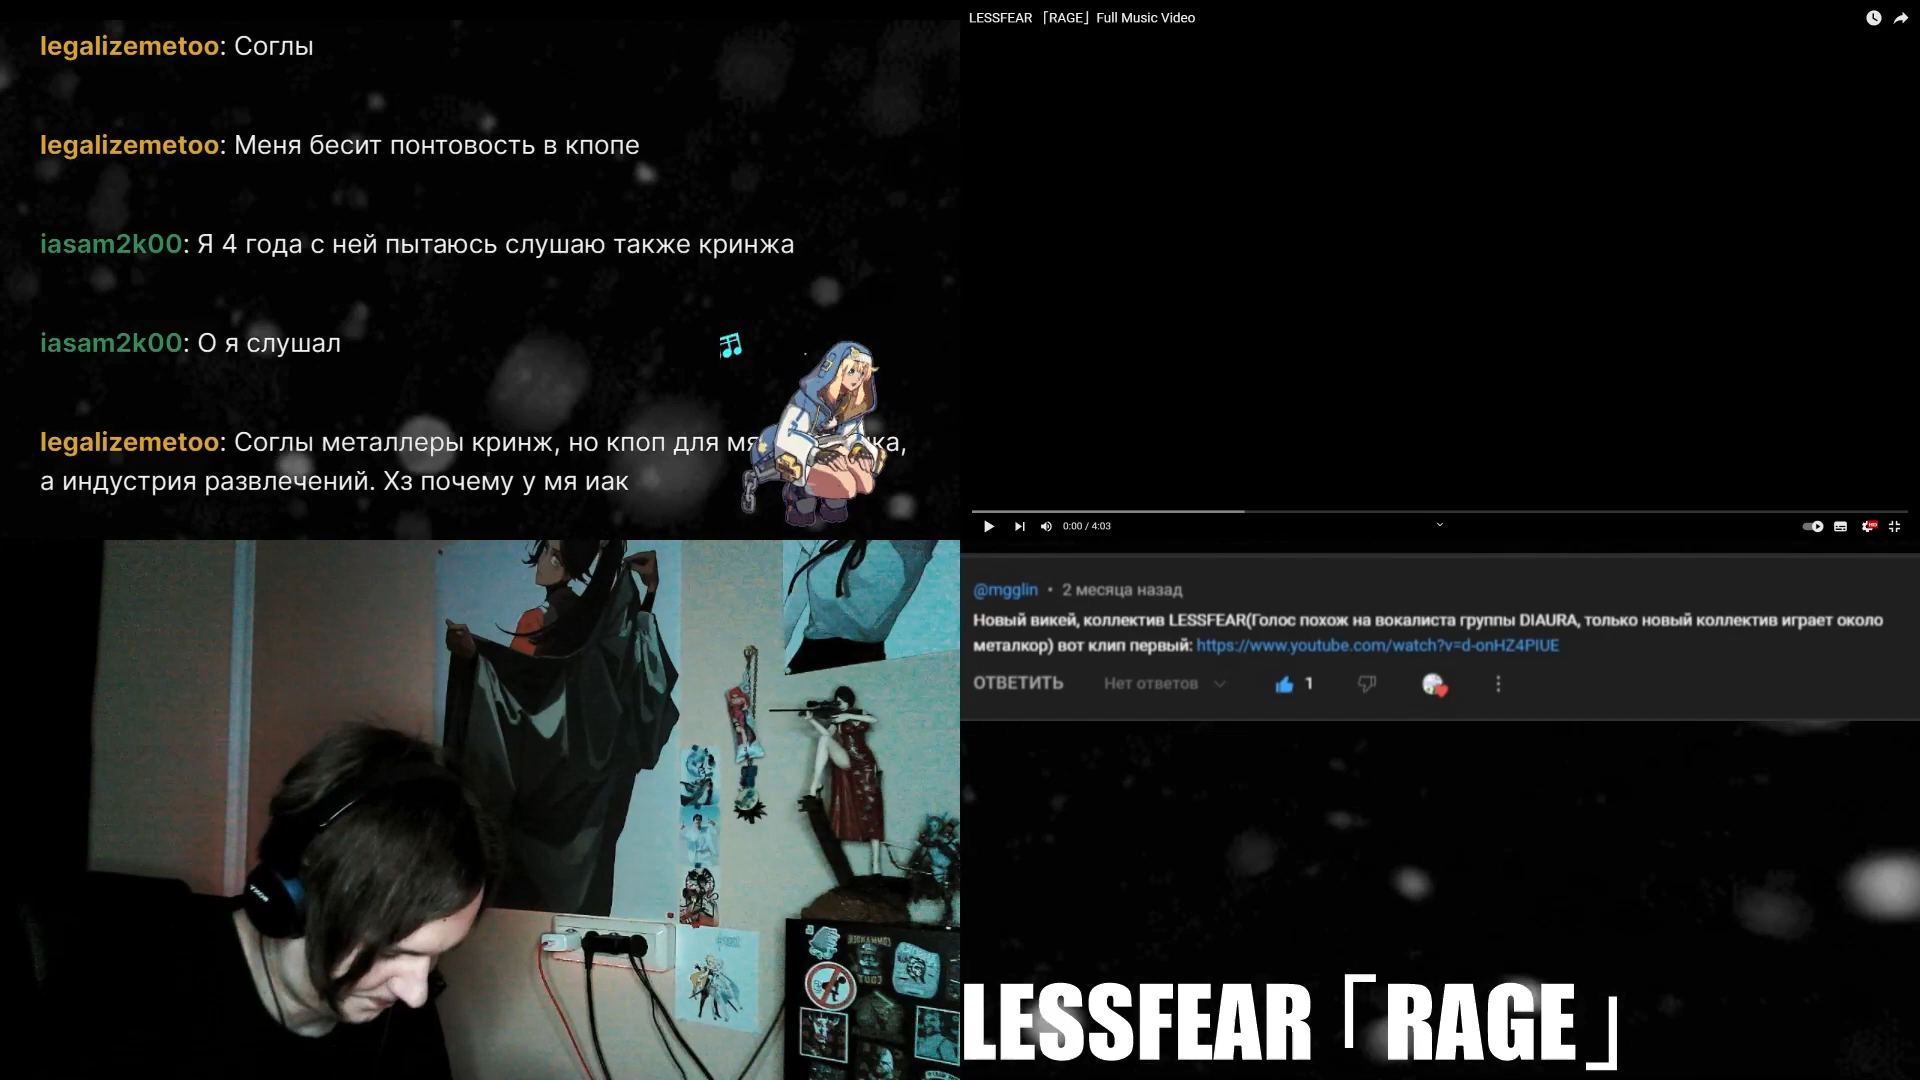 legalizemetoo: Соглы
legalizemetoo: Меня бесит понтовость в кпопе
iasam2k00: Я 4 года с ней пытаюсь слушаю также кринжа
iasam2k00: О я слушал
legalizemetoo: Соглы металлеры кринж, но кпоп для мя
а индустрия развлечений. Хз почему у мя иак
LESSFEAR 「RAGE」Full Music Video
0:00 / 4:03
@mgglin • 2 месяца назад
Новый викей, коллектив LESSFEAR(Голос похож на вокалиста группы DIAURA, только новый коллектив играет около
металкор) вот клип первый: https://www.youtube.com/watch?v=d-onHZ4PIUE
ОТВЕТИТЬ Нет ответов 1
LESSFEAR「RAGE」